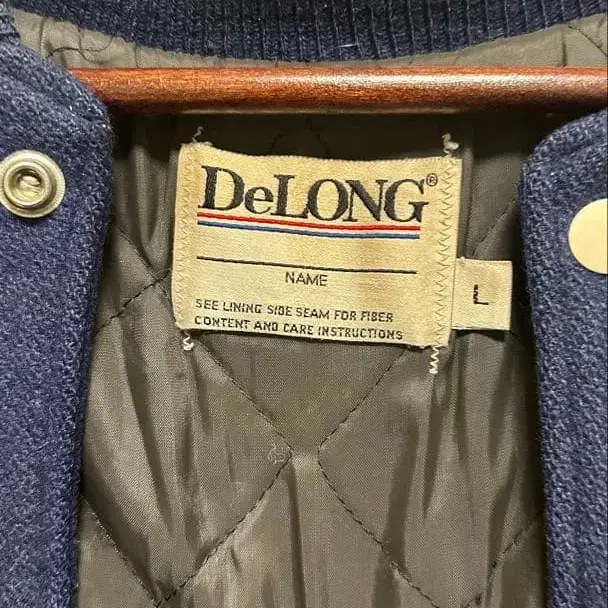 DeLONG®
NAME
SEE LINING SIDE SEAM FOR FIBER
CONTENT AND CARE INSTRUCTIONS
L